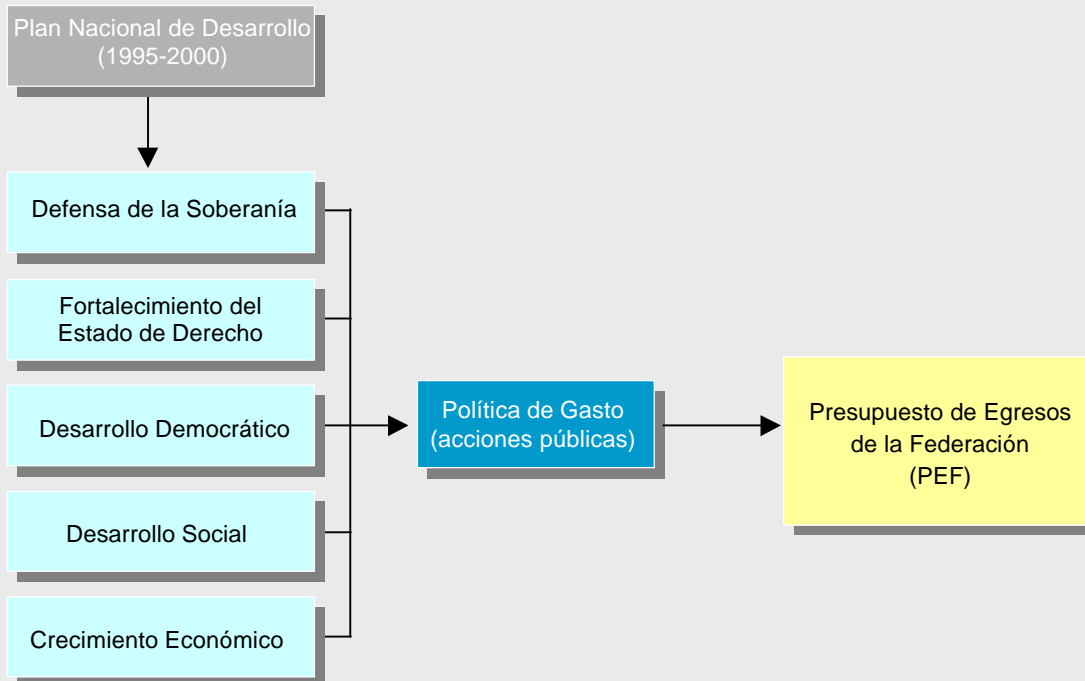 Plan Nacional de Desarrollo
(1995-2000)
Defensa de la Soberanía
Fortalecimiento del
Estado de Derecho
Desarrollo Democrático
Desarrollo Social
Crecimiento Económico
Política de Gasto
(acciones públicas)
Presupuesto de Egresos
de la Federación
(PEF)